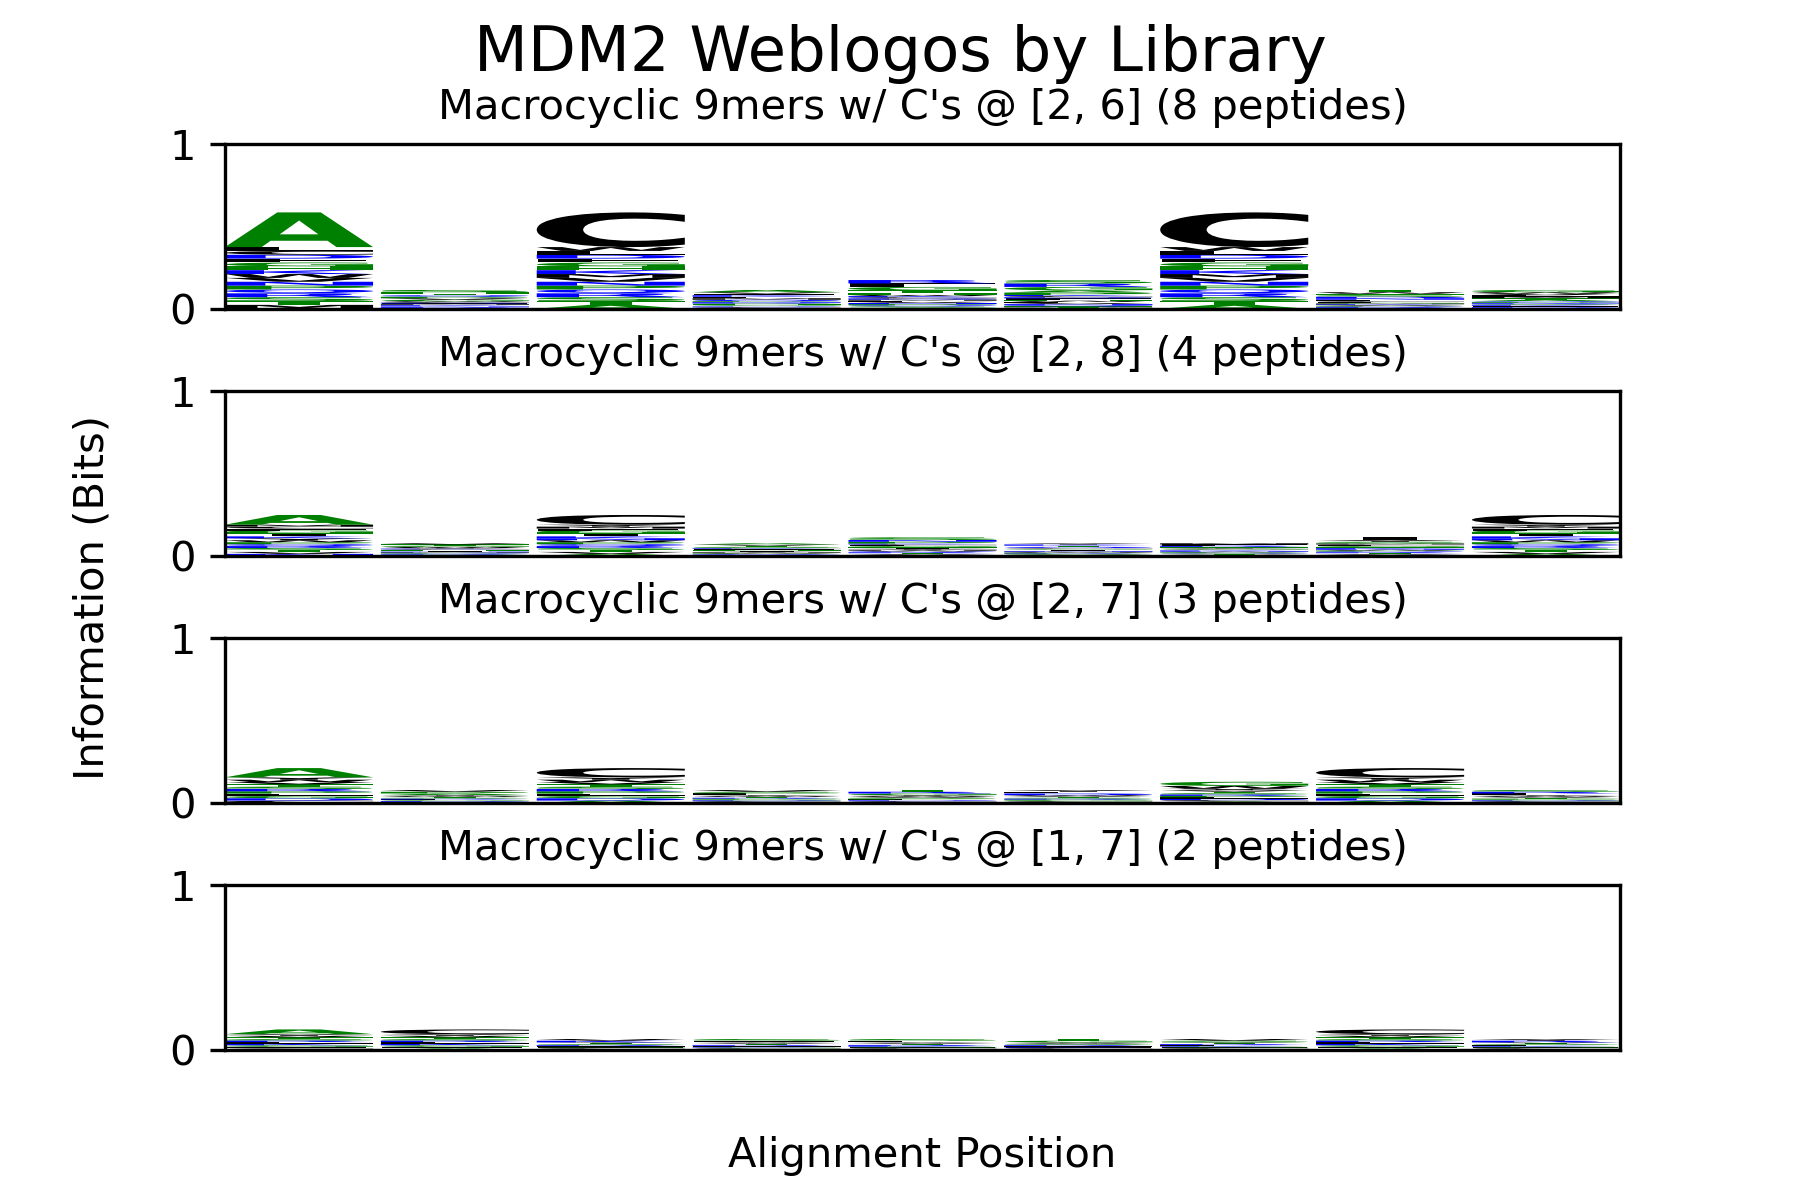 MDM2 Weblogos by Library
Macrocyclic 9mers w/ C's @ [2, 6] (8 peptides)
1
A
C
C
0
Macrocyclic 9mers w/ C's @ [2, 8] (4 peptides)
1
A
C
C
0
Macrocyclic 9mers w/ C's @ [2, 7] (3 peptides)
1
A
C
C
0
Macrocyclic 9mers w/ C's @ [1, 7] (2 peptides)
1
A
C
C
0
Information (Bits)
Alignment Position